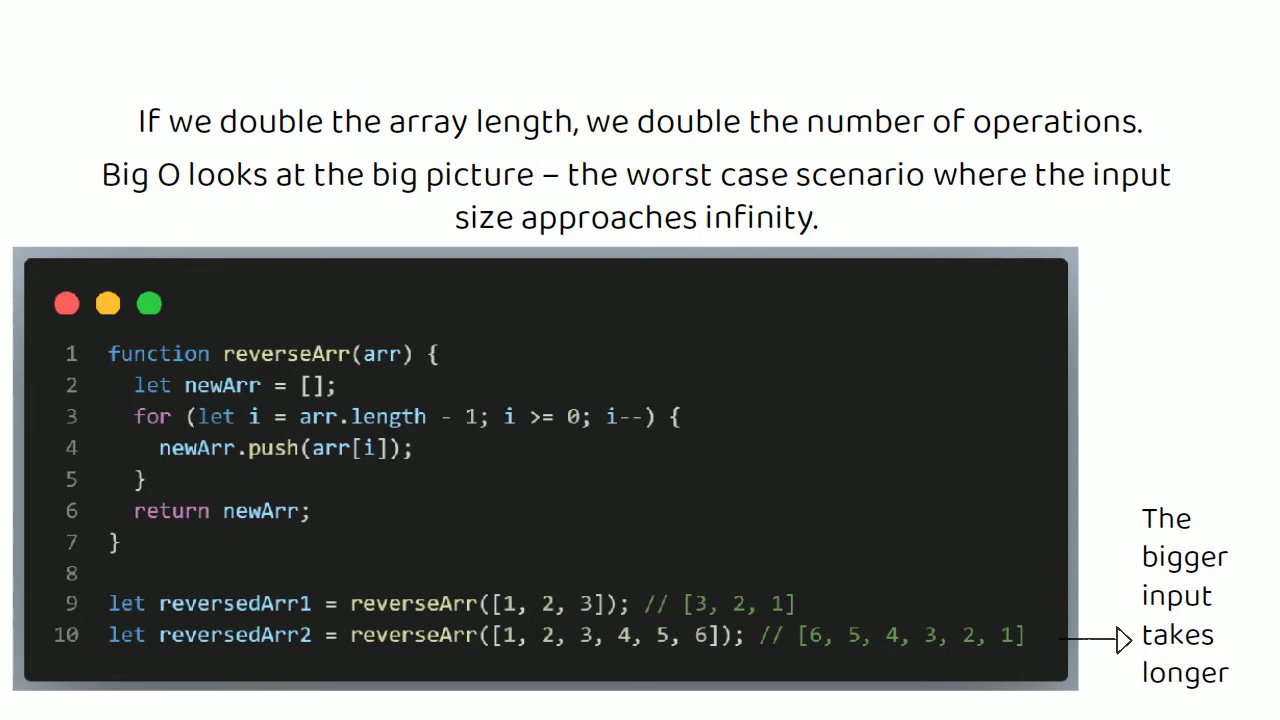 If we double the array length, we double the number of operations.
Big O looks at the big picture – the worst case scenario where the input
size approaches infinity.
1 function reverseArr(arr) {
2 let newArr = [];
3 for (let i = arr.length - 1; i >= 0; i--) {
4 newArr.push(arr[i]);
5 }
6 return newArr;
7 }
8
9 let reversedArr1 = reverseArr([1, 2, 3]); // [3, 2, 1]
10 let reversedArr2 = reverseArr([1, 2, 3, 4, 5, 6]); // [6, 5, 4, 3, 2, 1]
The
bigger
input
takes
longer